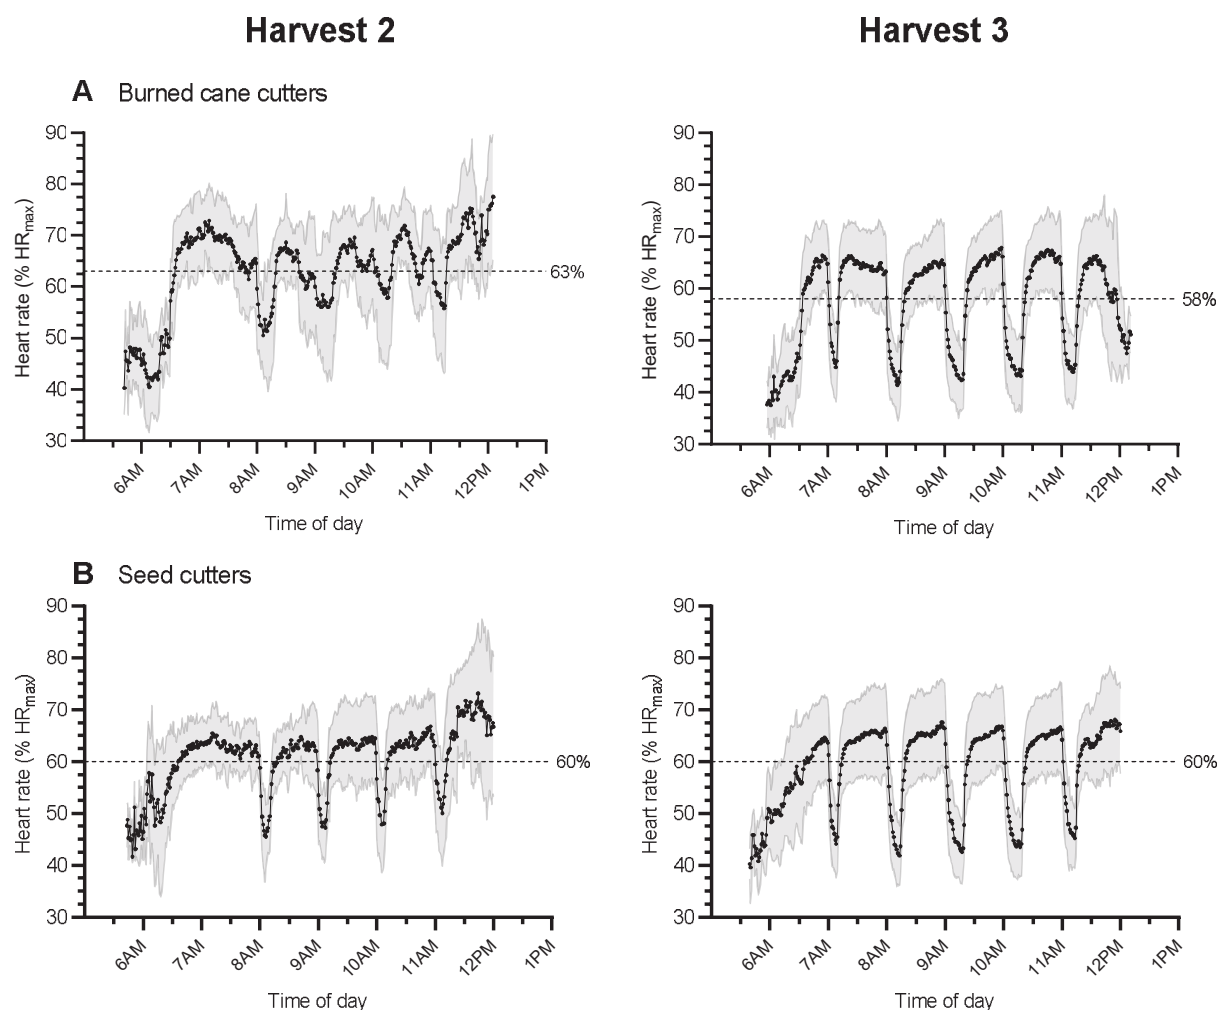 Harvest 2
Harvest 3
A Burned cane cutters
90
80
70
60
50
40
30
Heart rate (% HRmax)
63%
6AM 7AM 8AM 9AM 10AM 11AM 12PM 1PM
Time of day
90
80
70
60
50
40
30
Heart rate (% HRmax)
58%
6AM 7AM 8AM 9AM 10AM 11AM 12PM 1PM
Time of day
B Seed cutters
90
80
70
60
50
40
30
Heart rate (% HRmax)
60%
6AM 7AM 8AM 9AM 10AM 11AM 12PM 1PM
Time of day
90
80
70
60
50
40
30
Heart rate (% HRmax)
60%
6AM 7AM 8AM 9AM 10AM 11AM 12PM 1PM
Time of day